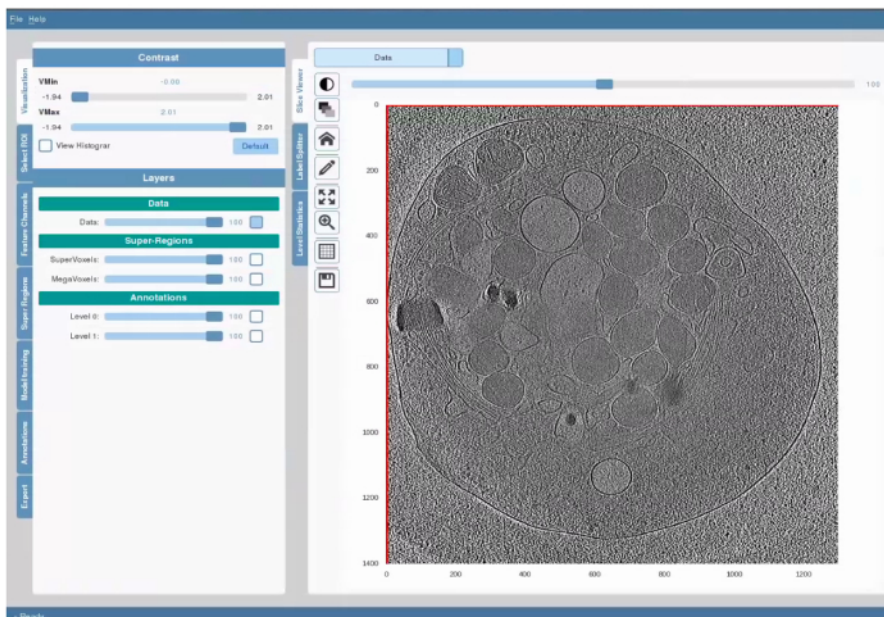 File Help
Contrast
VMin -0.00
-1.94 2.01
VMax 2.01
-1.94 2.01
View Histograr Default
Layers
Data
Data: 100
Super-Regions
SuperVoxels: 100
MegaVoxels: 100
Annotations
Level 0: 100
Level 1: 100
Visualization
Select ROI
Feature Channels
Super Regions
Model training
Annotations
Export
Slice Viewer
Label Splitter
Level Statistics
Data
100
0
200
400
600
800
1000
1200
1400
0 200 400 600 800 1000 1200
Ready